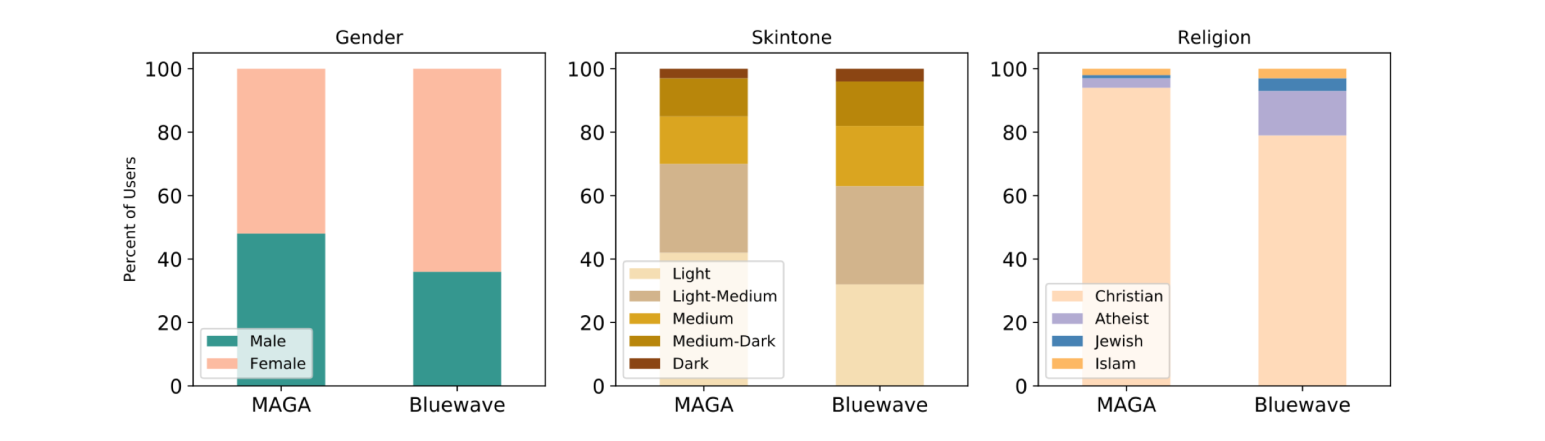 Gender
Percent of Users
100
80
60
40
20
0
Male
Female
MAGA
Bluewave
Skintone
100
80
60
40
20
0
Light
Light-Medium
Medium
Medium-Dark
Dark
MAGA
Bluewave
Religion
100
80
60
40
20
0
Christian
Atheist
Jewish
Islam
MAGA
Bluewave